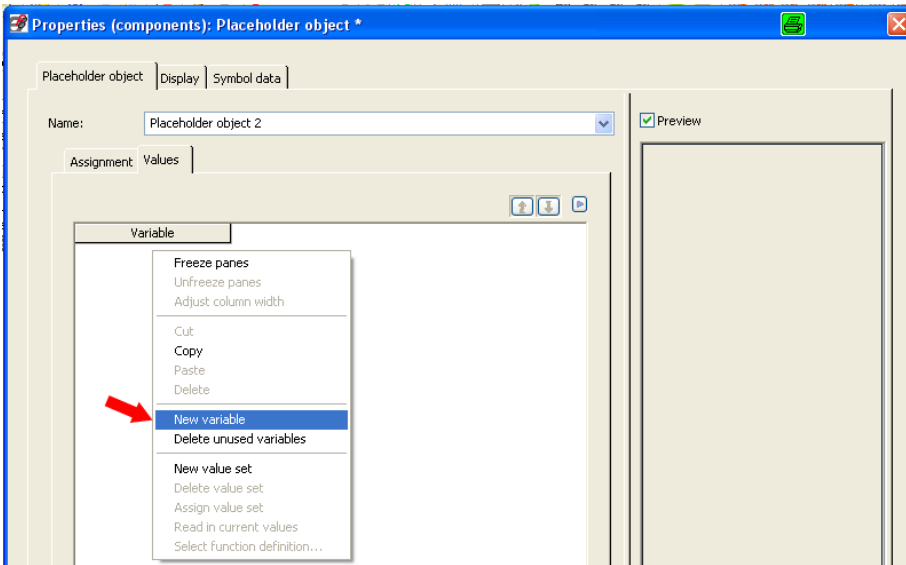 Properties (components): Placeholder object *
Placeholder object
Display
Symbol data
Name:
Placeholder object 2
Preview
Assignment
Values
Variable
Freeze panes
Unfreeze panes
Adjust column width
Cut
Copy
Paste
Delete
New variable
Delete unused variables
New value set
Delete value set
Assign value set
Read in current values
Select function definition...